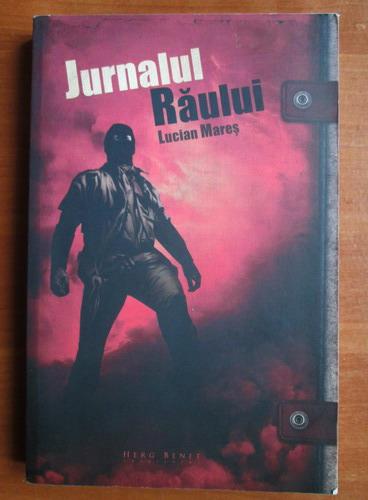 Jurnalul
Răului
Lucian Mareș
HERG BENET